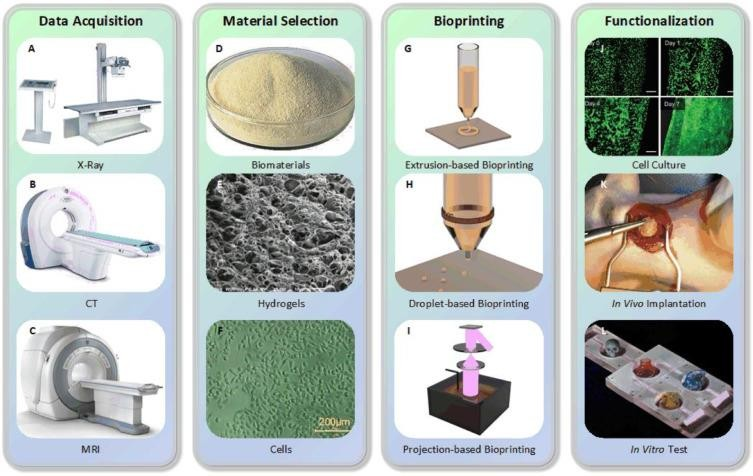 Data Acquisition
A
X-Ray
B
CT
C
MRI
Material Selection
D
Biomaterials
E
Hydrogels
F
200μm
Cells
Bioprinting
G
Extrusion-based Bioprinting
H
Droplet-based Bioprinting
I
Projection-based Bioprinting
Functionalization
J
Day 1
Day 4
Day 7
Cell Culture
K
In Vivo Implantation
L
In Vitro Test